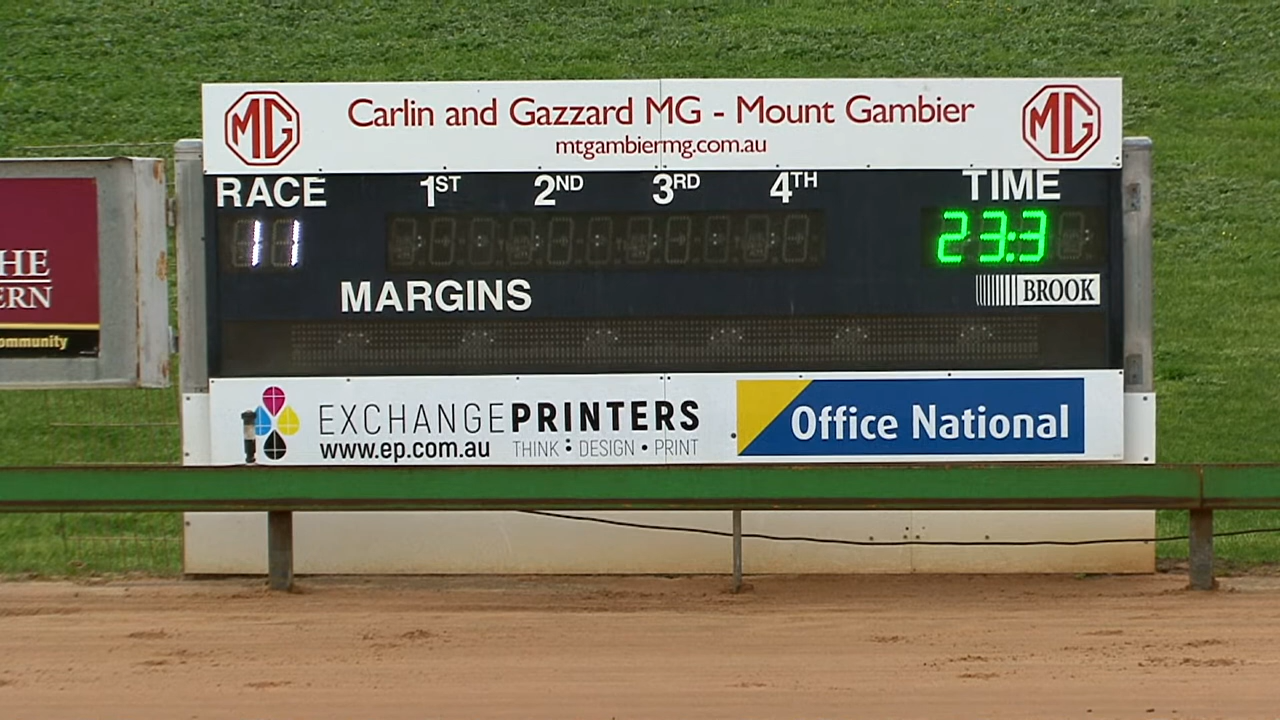 MG Carlin and Gazzard MG - Mount Gambier MG
mtgambiermg.com.au
RACE 1ST 2ND 3RD 4TH TIME
11 23:3
MARGINS BROOK
HE
ERN
ommunity
EXCHANGEPRINTERS
www.ep.com.au THINK : DESIGN • PRINT
Office National